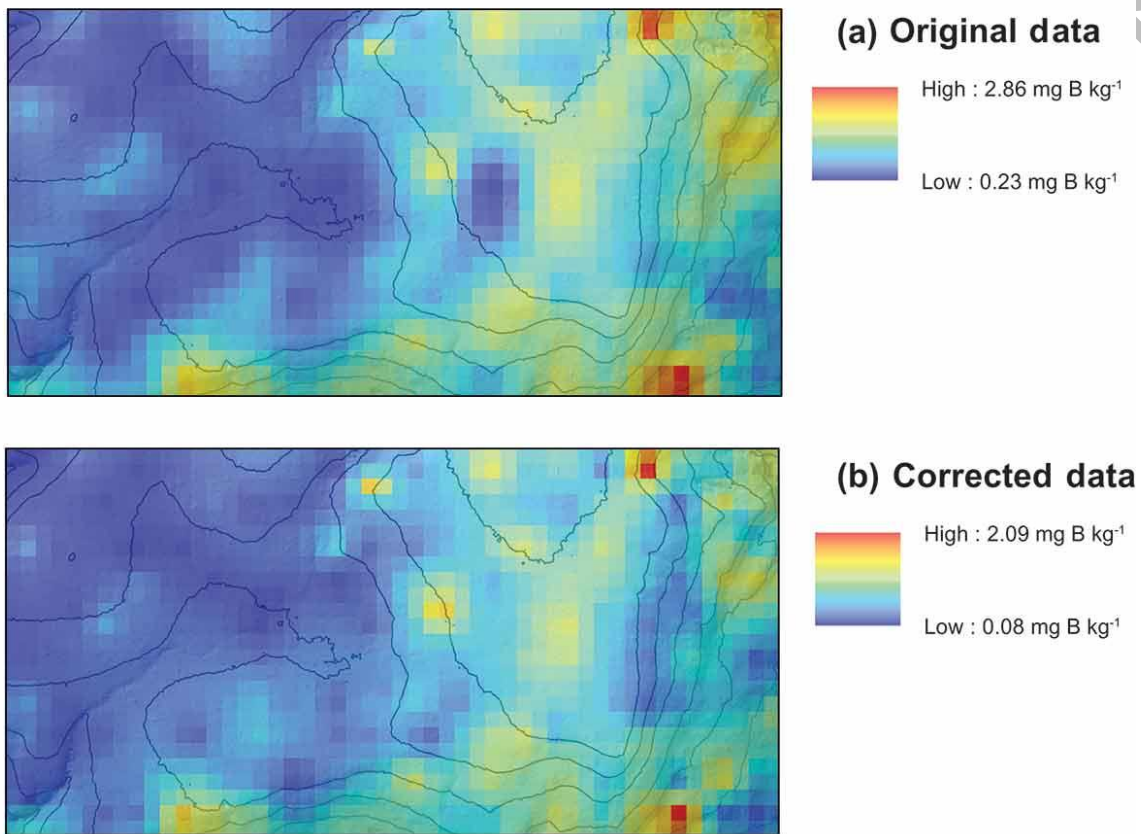 (a) Original data
High : 2.86 mg B kg⁻¹
Low : 0.23 mg B kg⁻¹
(b) Corrected data
High : 2.09 mg B kg⁻¹
Low : 0.08 mg B kg⁻¹